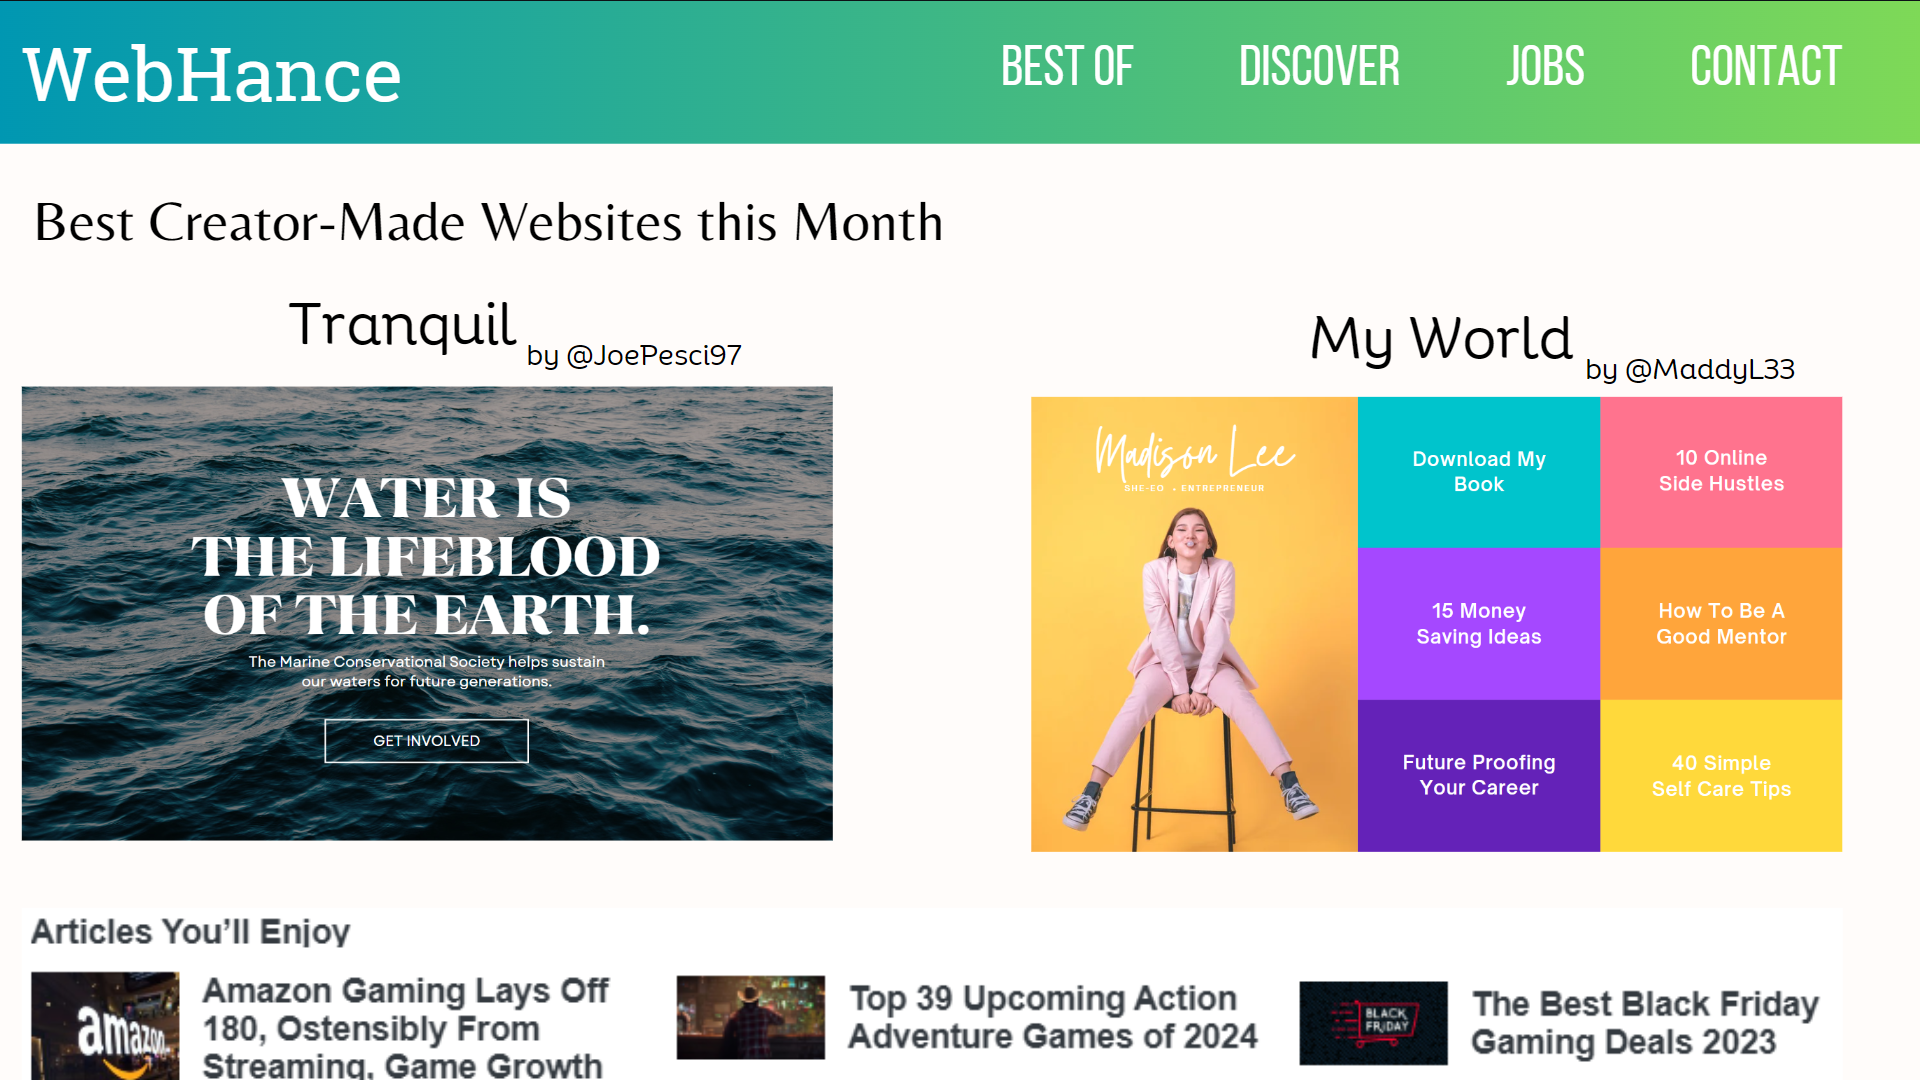 WebHance
BEST OF
DISCOVER
JOBS
CONTACT
Best Creator-Made Websites this Month
Tranquil
by @JoePesci97
WATER IS
THE LIFEBLOOD
OF THE EARTH.
The Marine Conservational Society helps sustain
our waters for future generations.
GET INVOLVED
My World
by @MaddyL33
Madison Lee
SHE-EO • ENTREPRENEUR
Download My
Book
10 Online
Side Hustles
15 Money
Saving Ideas
How To Be A
Good Mentor
Future Proofing
Your Career
40 Simple
Self Care Tips
Articles You'll Enjoy
amazon
Amazon Gaming Lays Off
180, Ostensibly From
Streaming, Game Growth
Top 39 Upcoming Action
Adventure Games of 2024
BLACK
FRIDAY
The Best Black Friday
Gaming Deals 2023